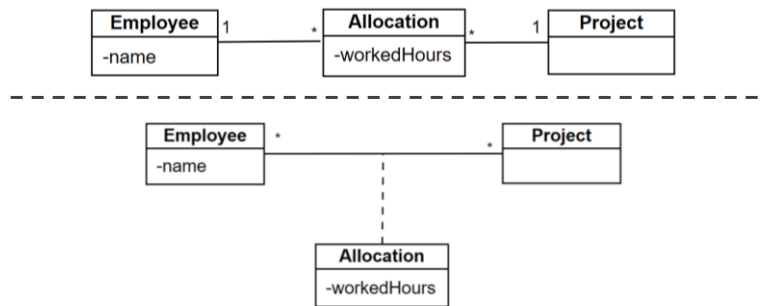 Employee 1 * Allocation * 1 Project
-name -workedHours
Employee * * Project
-name
Allocation
-workedHours